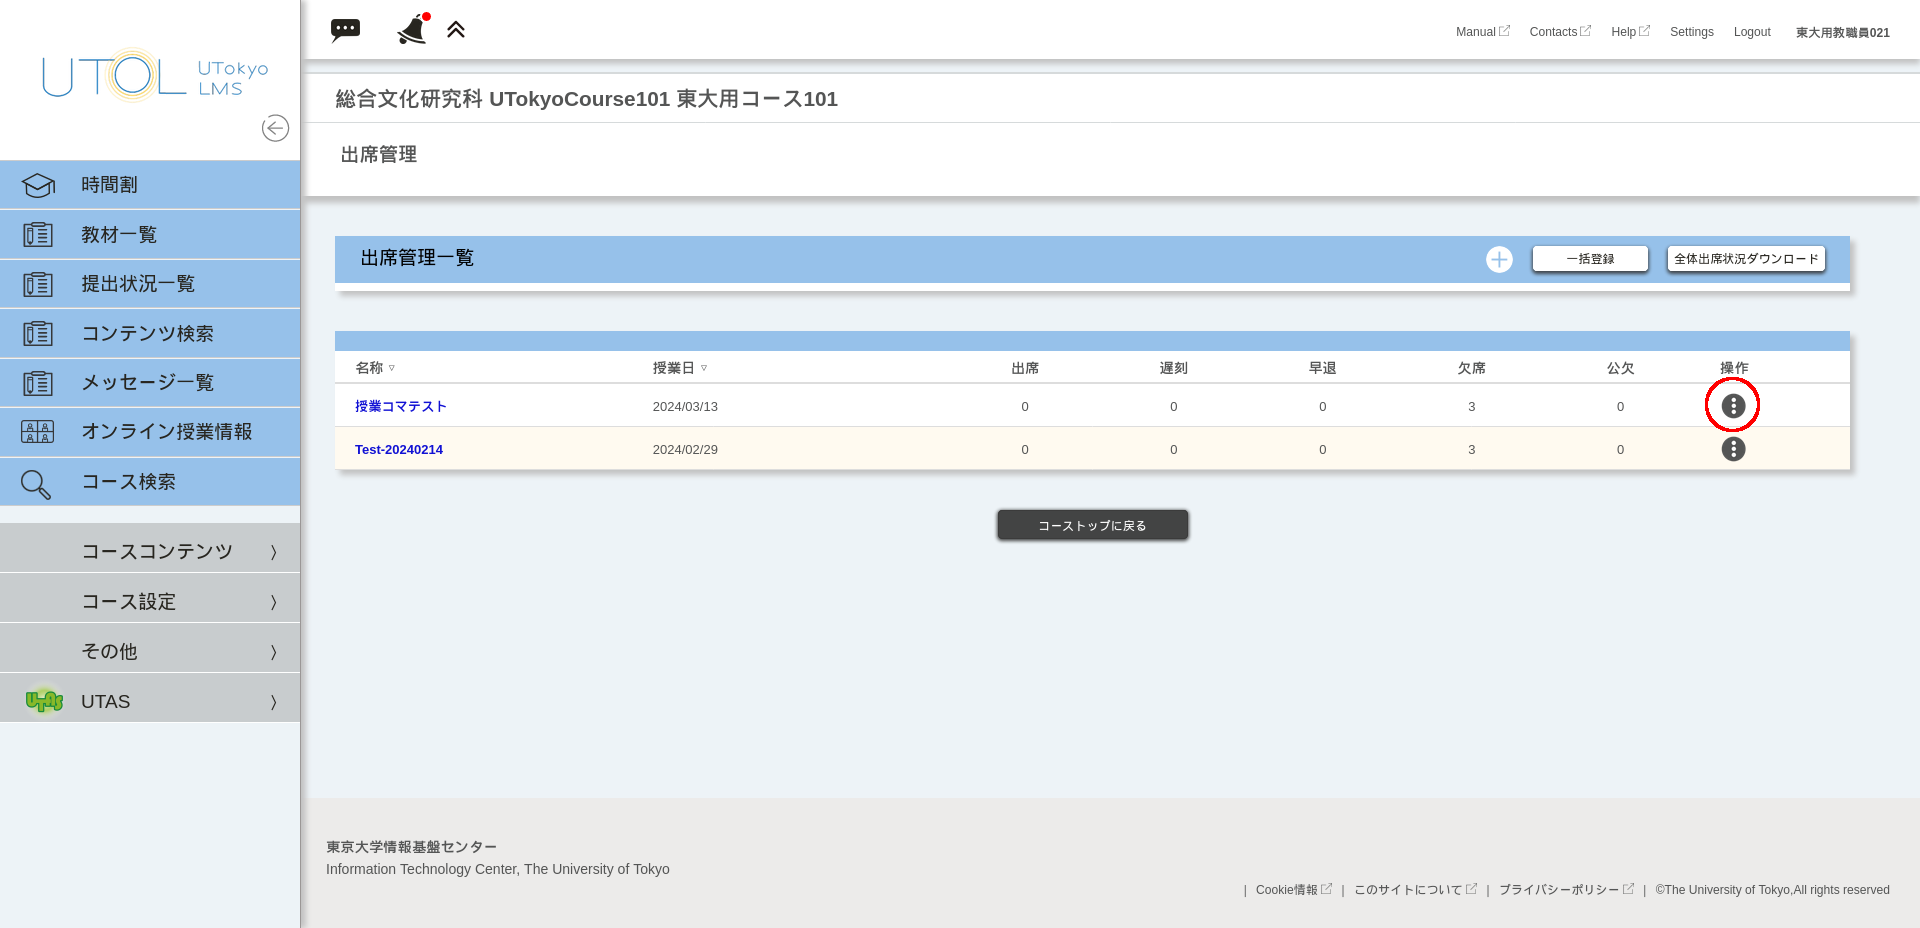 UTOL UTokyo LMS
Manual Contacts Help Settings Logout 東大用教職員021
総合文化研究科 UTokyoCourse101 東大用コース101
出席管理
時間割
教材一覧
提出状況一覧
コンテンツ検索
メッセージ一覧
オンライン授業情報
コース検索
コースコンテンツ 〉
コース設定 〉
その他 〉
UTAS UTAS 〉
出席管理一覧 一括登録 全体出席状況ダウンロード
名称 ▽ 授業日 ▽ 出席 遅刻 早退 欠席 公欠 操作
授業コマテスト 2024/03/13 0 0 0 3 0
Test-20240214 2024/02/29 0 0 0 3 0
コーストップに戻る
東京大学情報基盤センター
Information Technology Center, The University of Tokyo
| Cookie情報 | このサイトについて | プライバシーポリシー | ©The University of Tokyo,All rights reserved